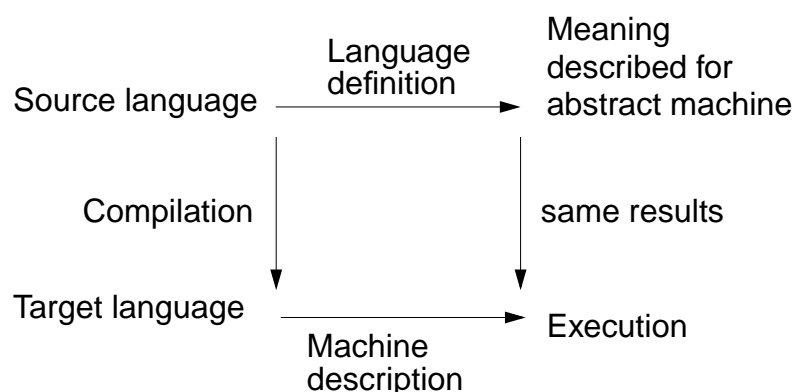 Language
definition
Meaning
described for
abstract machine
Source language
Compilation
same results
Target language
Execution
Machine
description